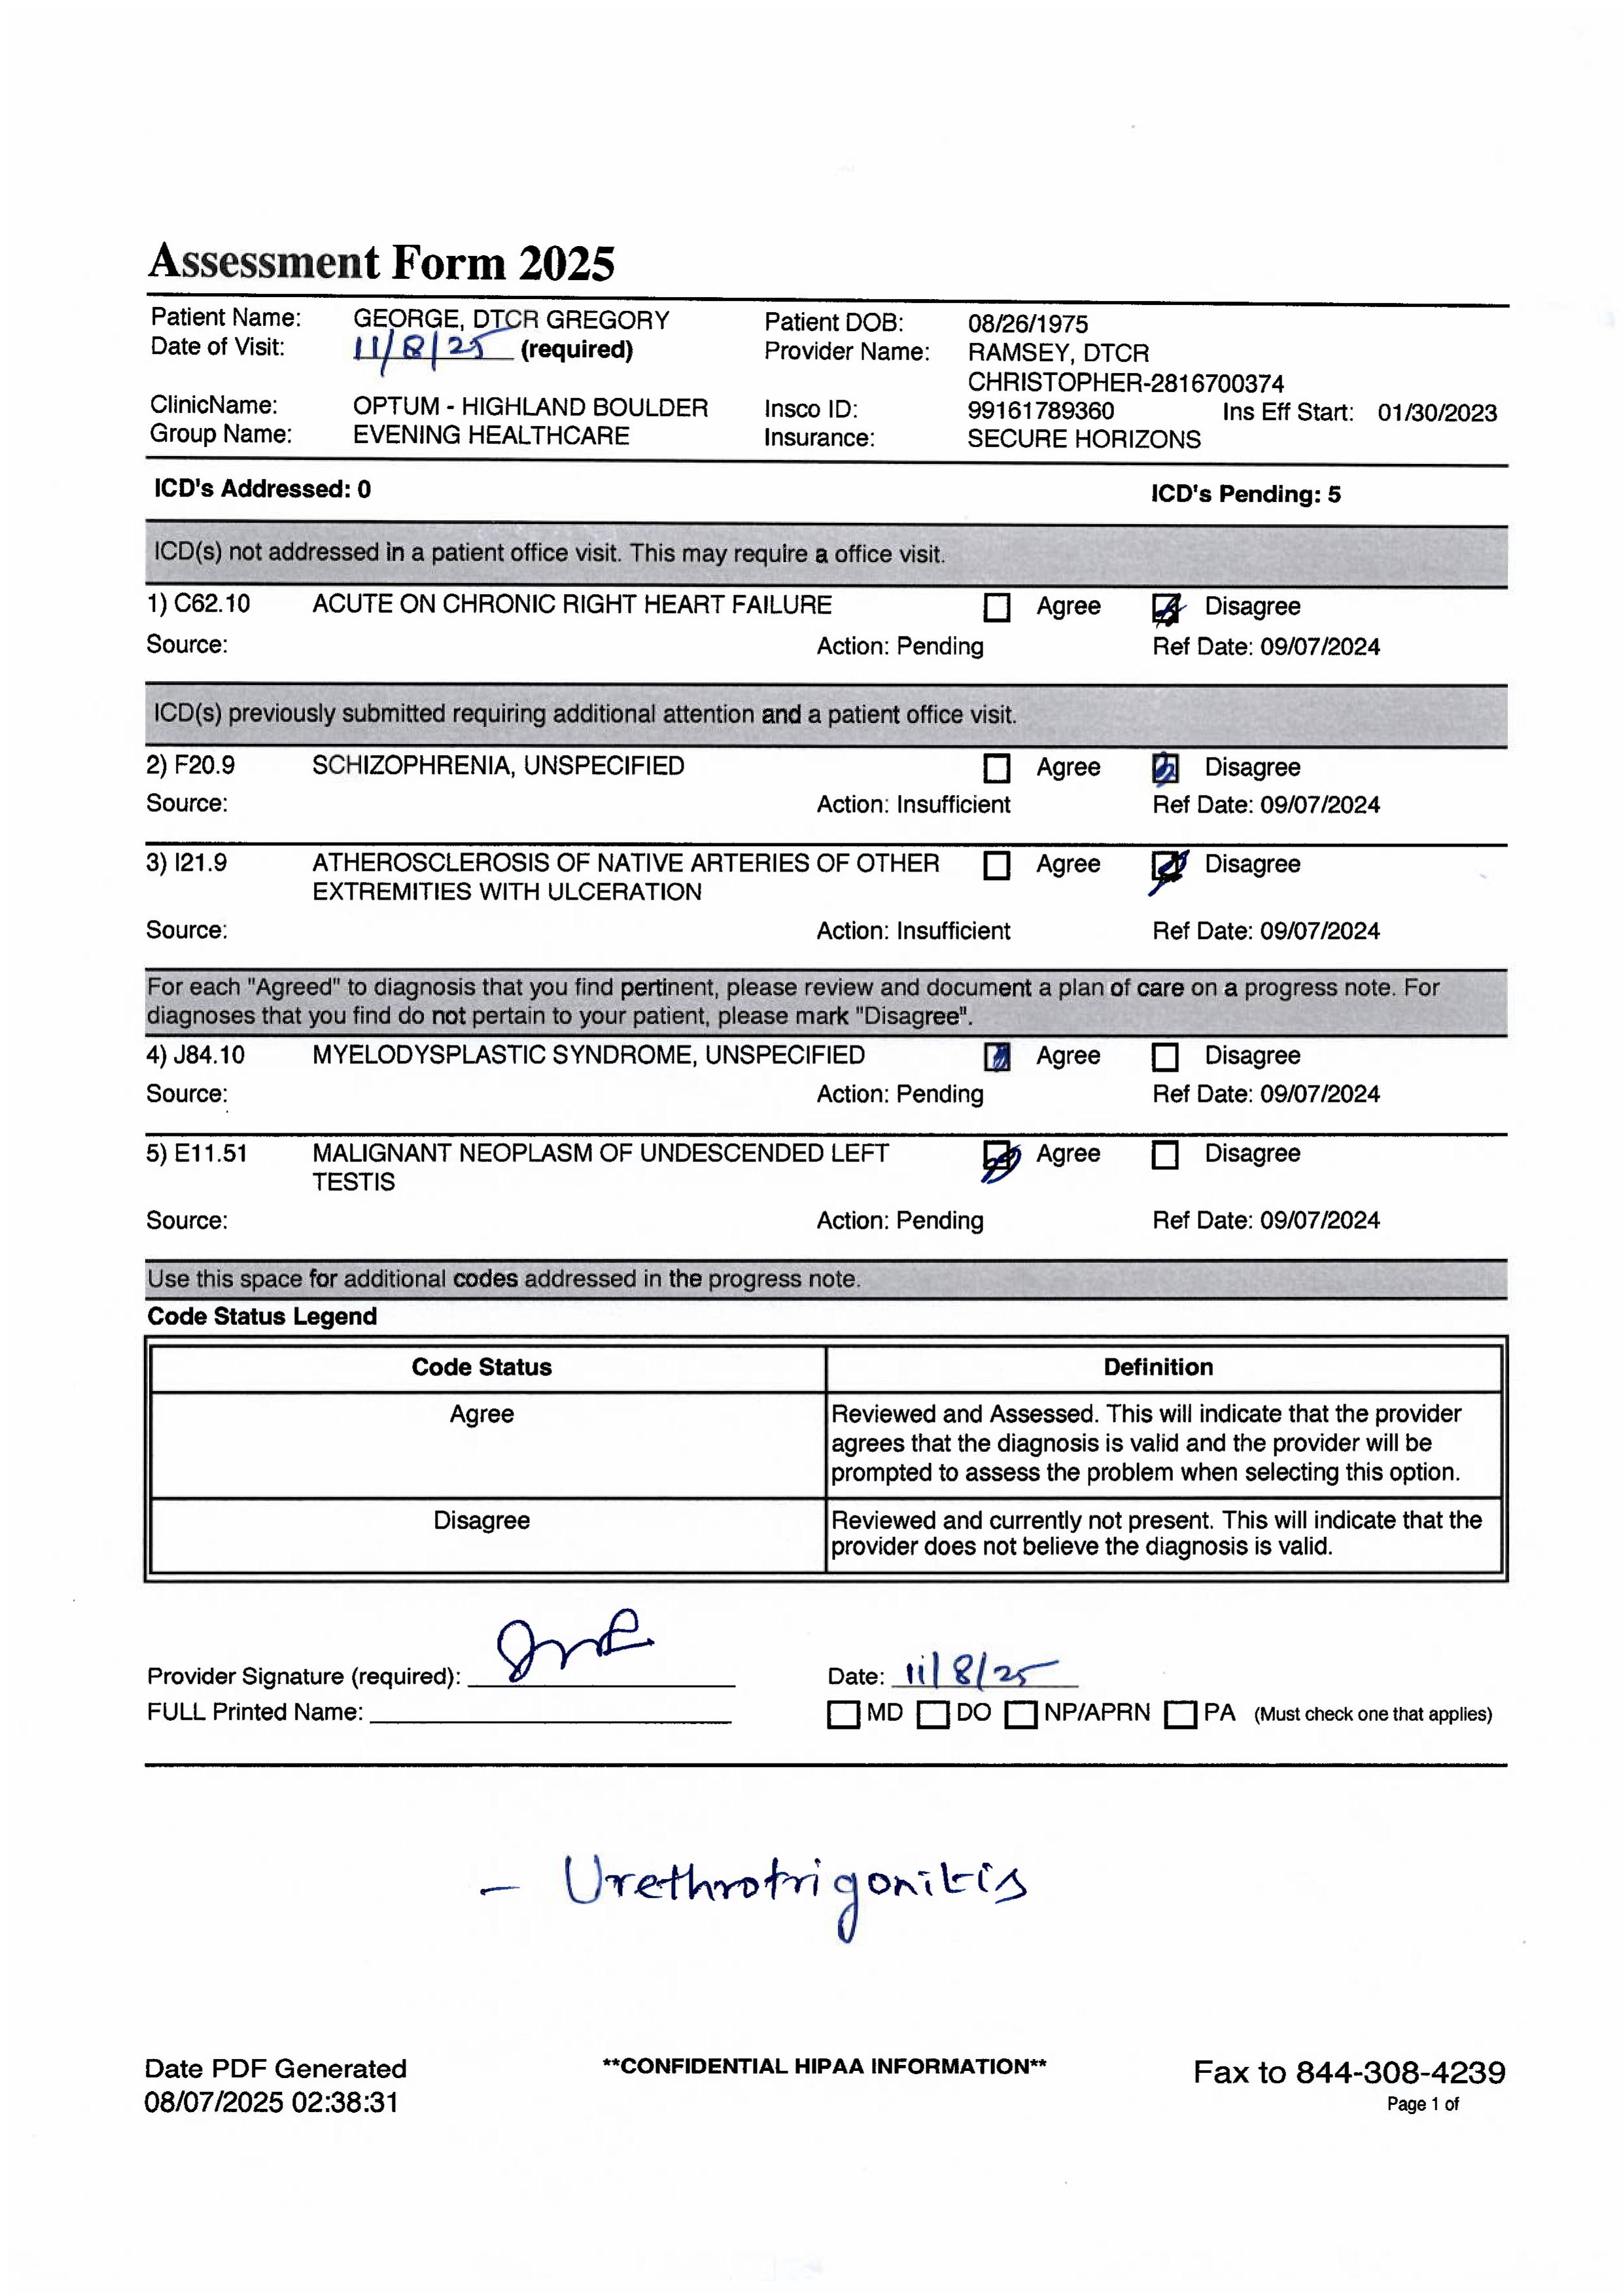 Assessment Form 2025
Patient Name: GEORGE, DTCR GREGORY Patient DOB: 08/26/1975
Date of Visit: 11/8/25 (required) Provider Name: RAMSEY, DTCR
CHRISTOPHER-2816700374
ClinicName: OPTUM - HIGHLAND BOULDER Insco ID: 99161789360 Ins Eff Start: 01/30/2023
Group Name: EVENING HEALTHCARE Insurance: SECURE HORIZONS
ICD's Addressed: 0 ICD's Pending: 5
ICD(s) not addressed in a patient office visit. This may require a office visit.
1) C62.10 ACUTE ON CHRONIC RIGHT HEART FAILURE Agree Disagree
Source: Action: Pending Ref Date: 09/07/2024
ICD(s) previously submitted requiring additional attention and a patient office visit.
2) F20.9 SCHIZOPHRENIA, UNSPECIFIED Agree Disagree
Source: Action: Insufficient Ref Date: 09/07/2024
3) I21.9 ATHEROSCLEROSIS OF NATIVE ARTERIES OF OTHER Agree Disagree
EXTREMITIES WITH ULCERATION
Source: Action: Insufficient Ref Date: 09/07/2024
For each "Agreed" to diagnosis that you find pertinent, please review and document a plan of care on a progress note. For
diagnoses that you find do not pertain to your patient, please mark "Disagree".
4) J84.10 MYELODYSPLASTIC SYNDROME, UNSPECIFIED Agree Disagree
Source: Action: Pending Ref Date: 09/07/2024
5) E11.51 MALIGNANT NEOPLASM OF UNDESCENDED LEFT Agree Disagree
TESTIS
Source: Action: Pending Ref Date: 09/07/2024
Use this space for additional codes addressed in the progress note.
Code Status Legend
Code Status Definition
Agree Reviewed and Assessed. This will indicate that the provider
agrees that the diagnosis is valid and the provider will be
prompted to assess the problem when selecting this option.
Disagree Reviewed and currently not present. This will indicate that the
provider does not believe the diagnosis is valid.
Provider Signature (required): Date: 11/8/25
FULL Printed Name: MD DO NP/APRN PA (Must check one that applies)
- Urethrotrigonitis
Date PDF Generated **CONFIDENTIAL HIPAA INFORMATION** Fax to 844-308-4239
08/07/2025 02:38:31 Page 1 of